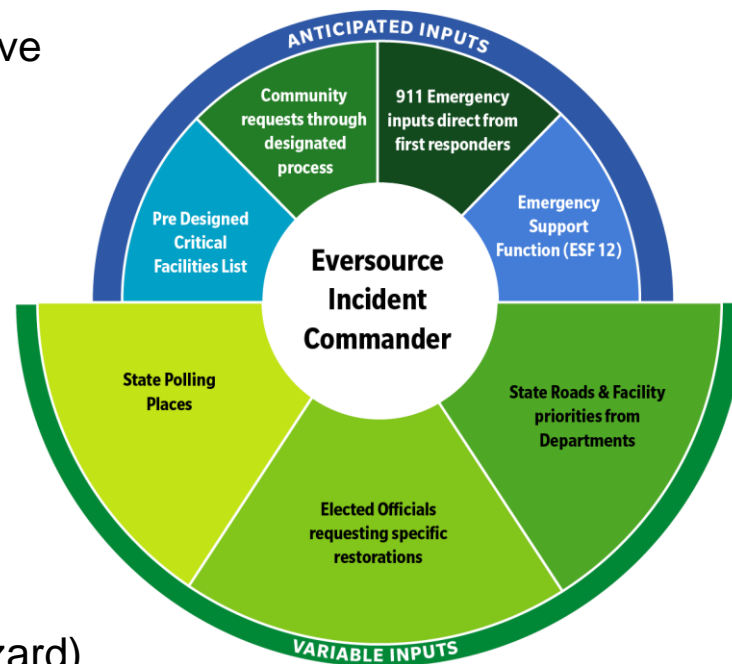 ve
ANTICIPATED INPUTS
Community
requests through
designated
process
911 Emergency
inputs direct from
first responders
Pre Designed
Critical
Facilities List
Emergency
Support
Function (ESF 12)
Eversource
Incident
Commander
State Polling
Places
State Roads & Facility
priorities from
Departments
Elected Officials
requesting specific
restorations
VARIABLE INPUTS
zard)